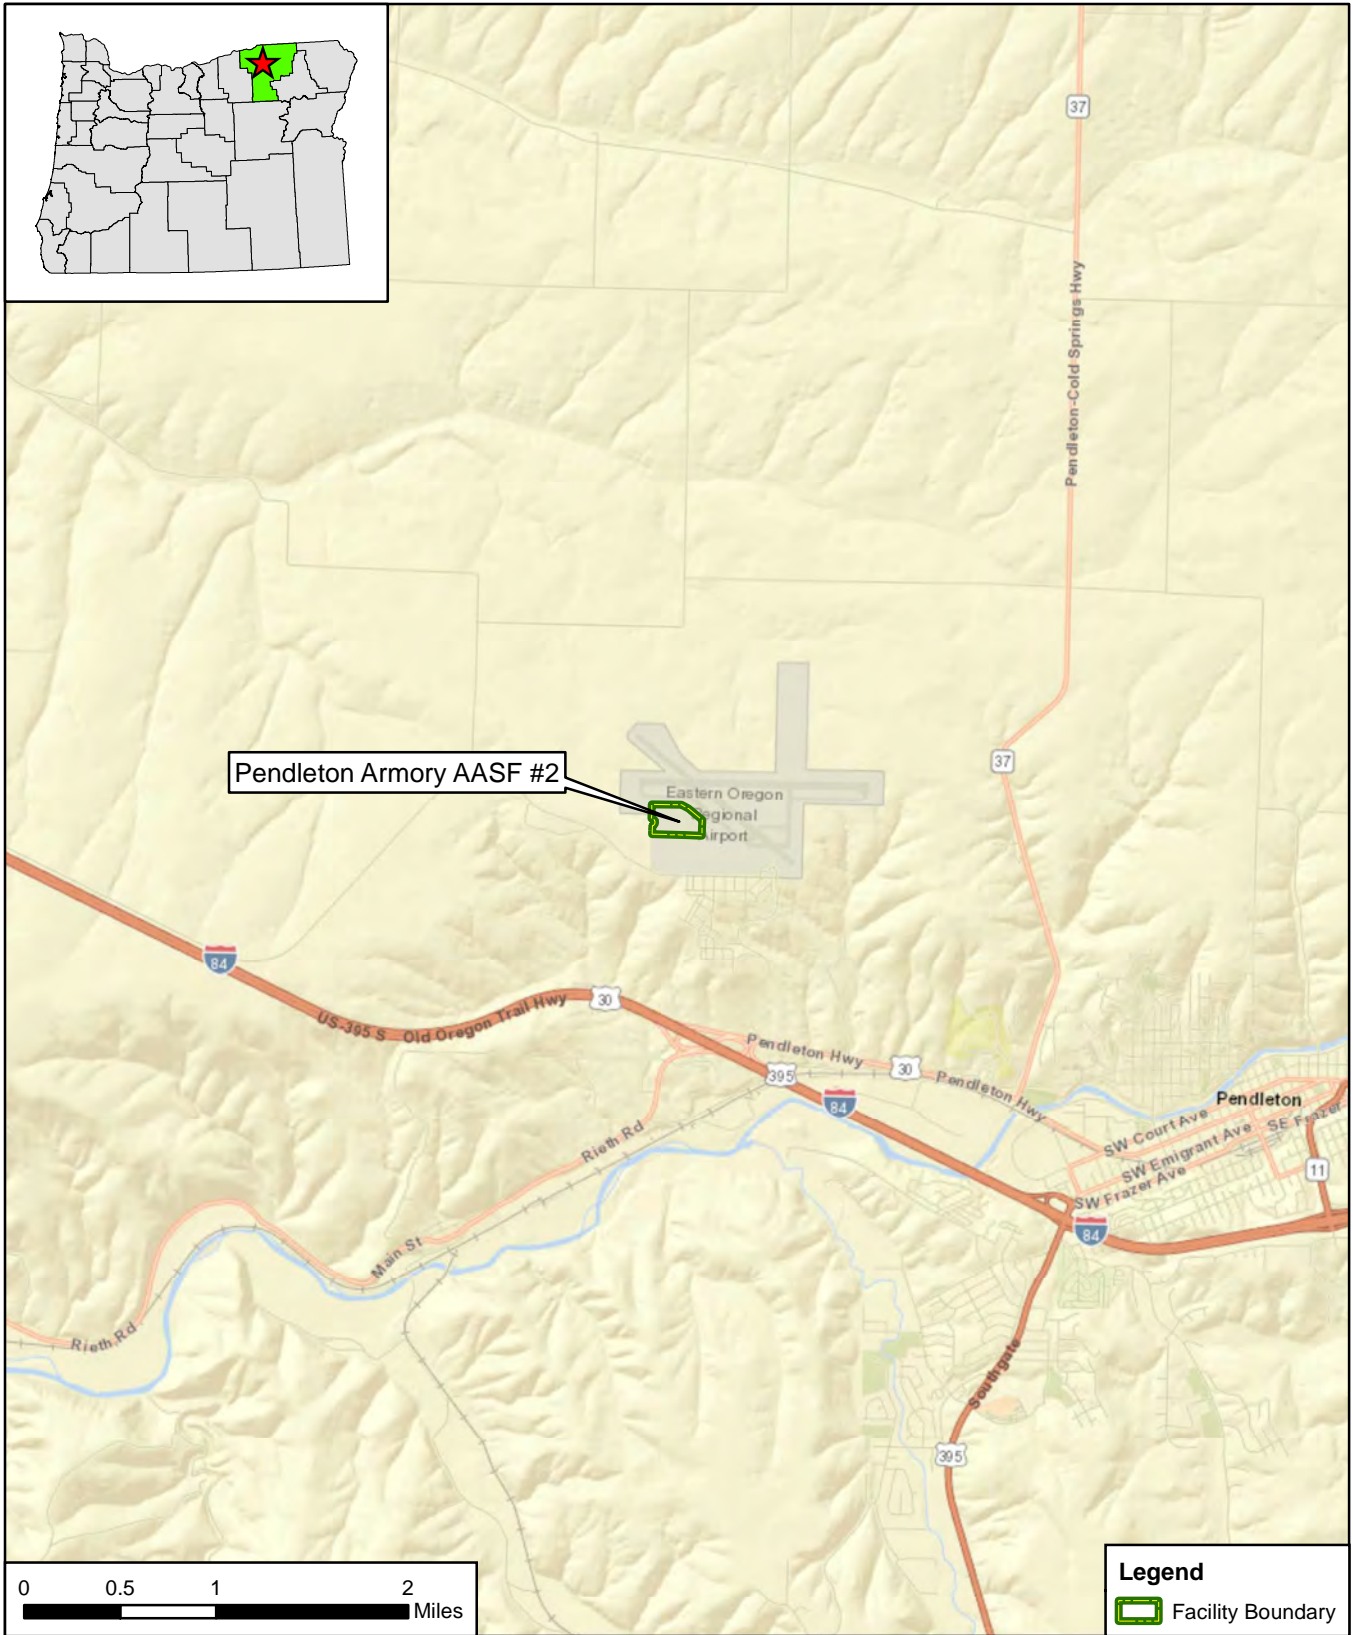 37
Pendleton-Cold Springs Hwy
37
Pendleton Armory AASF #2
Eastern Oregon
Regional
Airport
84
US-395 S
Old Oregon Trail Hwy
30
Pendleton Hwy
395
30
Pendleton Hwy
84
Pendleton
SW Court Ave
SW Emigrant Ave
SE Frazer
SW Frazer Ave
11
Rieth Rd
84
Main St
Rieth Rd
Southgate
395
0 0.5 1 2
Miles
Legend
Facility Boundary